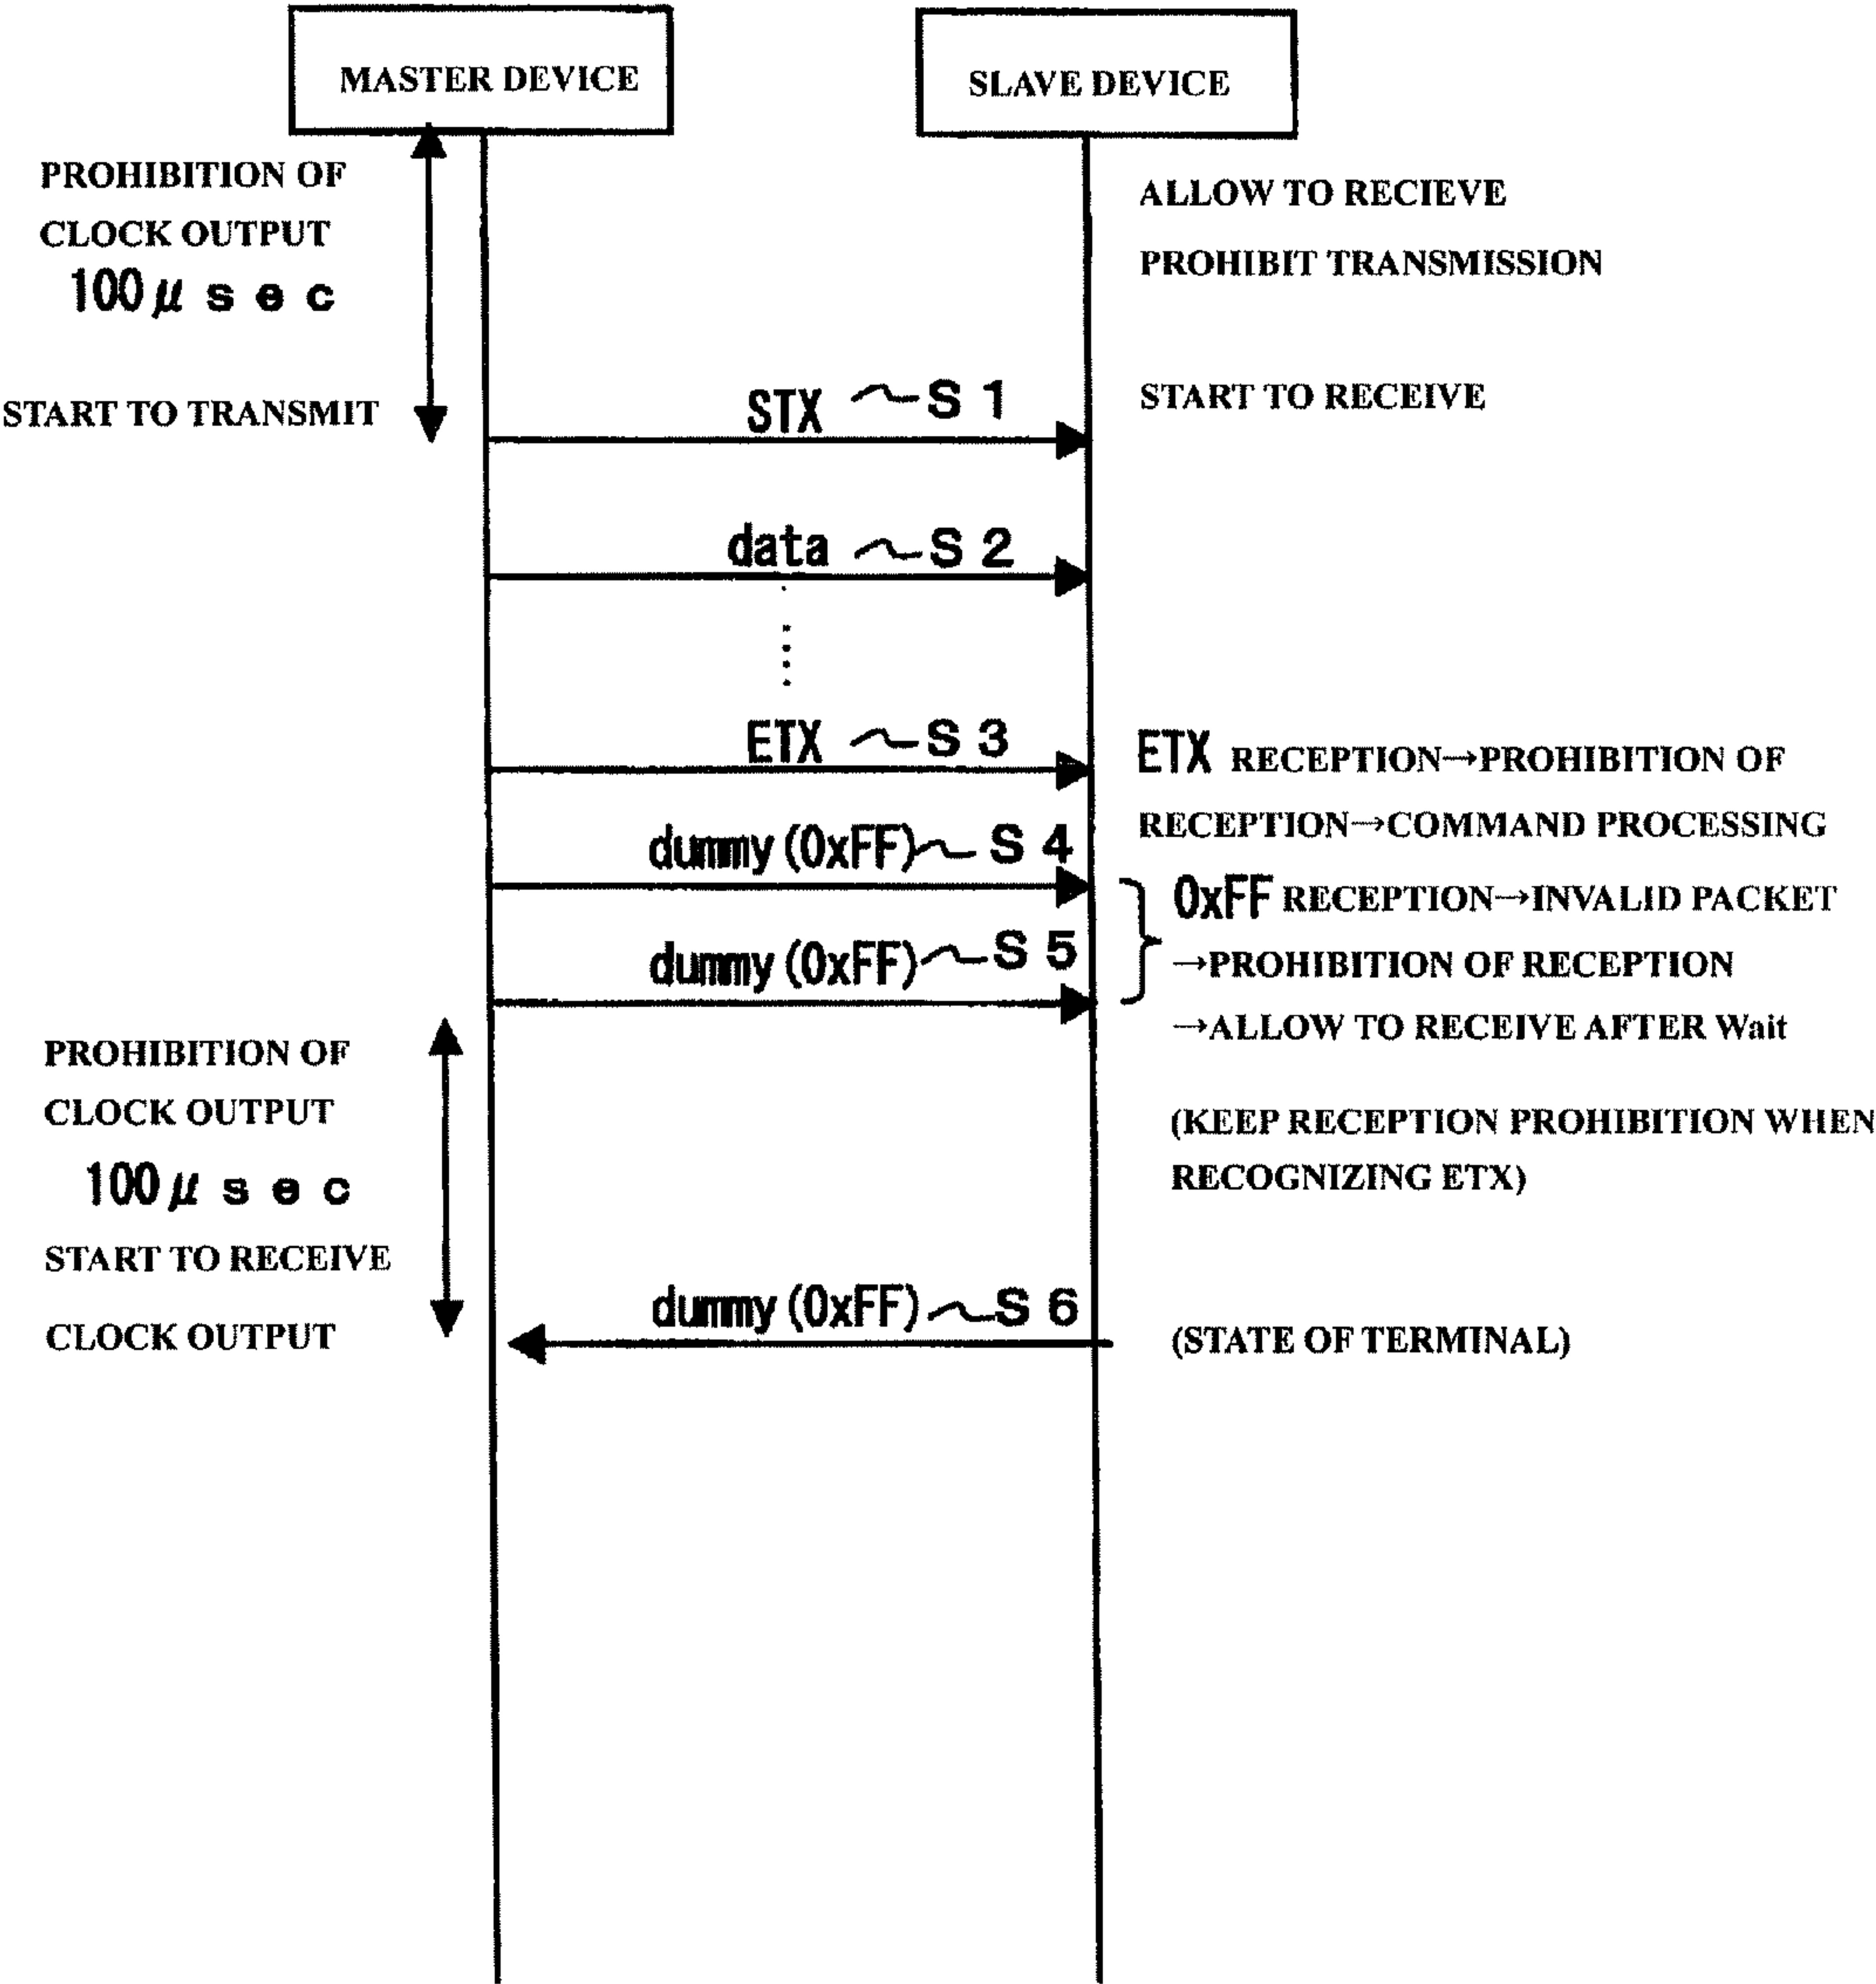 MASTER DEVICE
SLAVE DEVICE
PROHIBITION OF
CLOCK OUTPUT
100μsec
ALLOW TO RECIEVE
PROHIBIT TRANSMISSION
START TO TRANSMIT
STX S1
START TO RECEIVE
data S2
ETX S3
ETX RECEPTION→PROHIBITION OF
RECEPTION→COMMAND PROCESSING
dummy(0xFF) S4
0xFF RECEPTION→INVALID PACKET
dummy(0xFF) S5
→PROHIBITION OF RECEPTION
→ALLOW TO RECEIVE AFTER Wait
PROHIBITION OF
CLOCK OUTPUT
100μsec
(KEEP RECEPTION PROHIBITION WHEN
RECOGNIZING ETX)
START TO RECEIVE
CLOCK OUTPUT
dummy(0xFF) S6
(STATE OF TERMINAL)